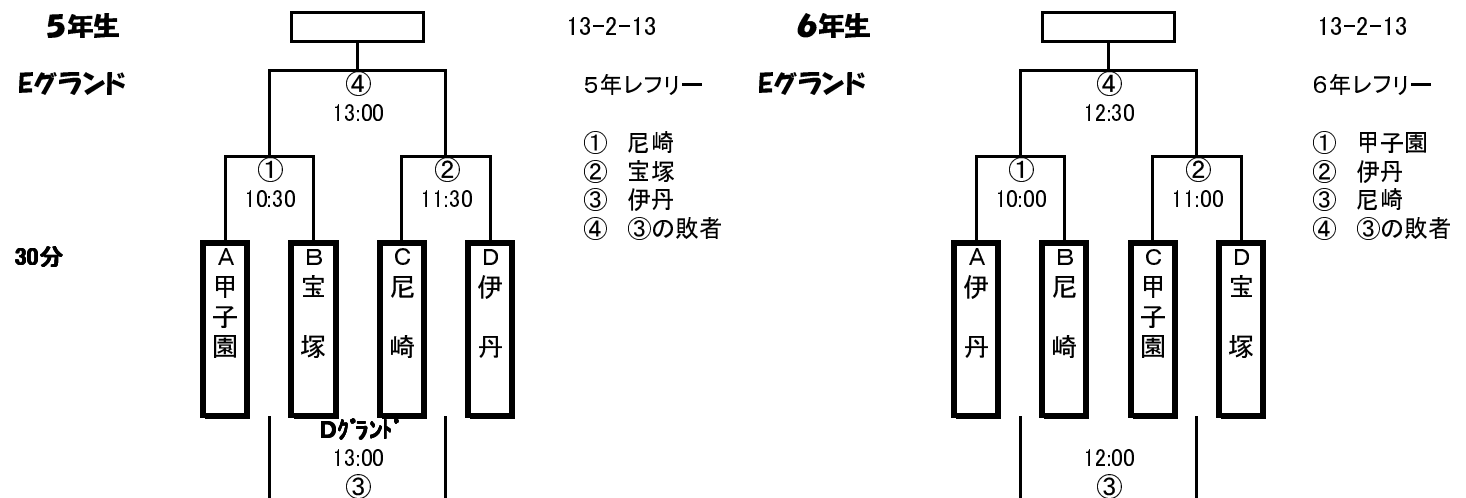 5年生
13-2-13
Eグランド
④
5年レフリー
13:00
① 尼崎
② 宝塚
③ 伊丹
④ ③の敗者
①
②
10:30
11:30
30分
A 甲子園
B 宝塚
C 尼崎
D 伊丹
Dグランド
13:00
③
6年生
13-2-13
Eグランド
④
6年レフリー
12:30
① 甲子園
② 伊丹
③ 尼崎
④ ③の敗者
①
②
10:00
11:00
A 伊丹
B 尼崎
C 甲子園
D 宝塚
12:00
③